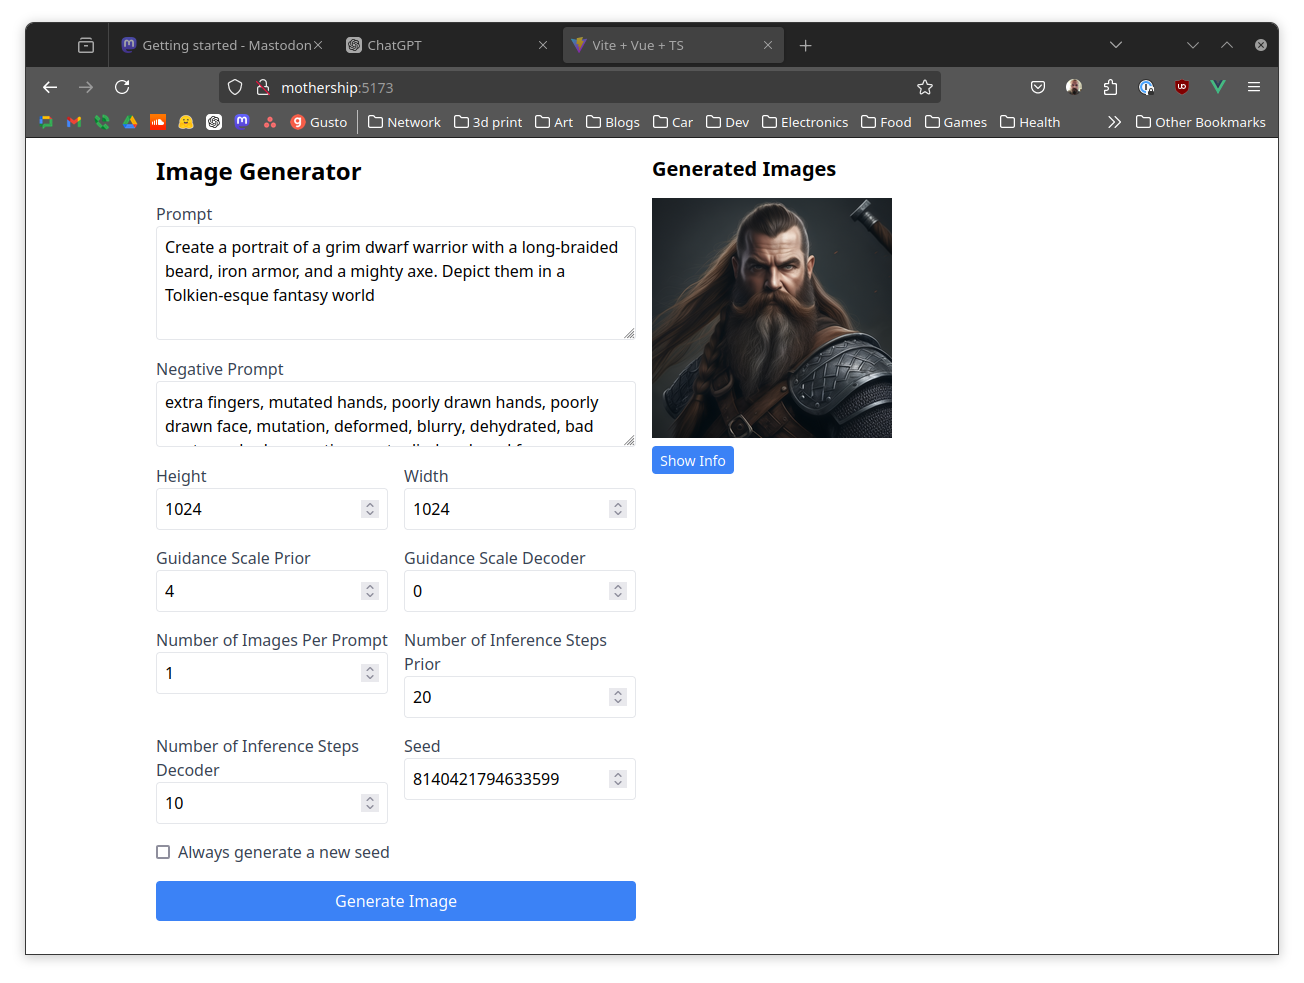 Getting started - Mastodon
ChatGPT
Vite + Vue + TS
mothership:5173
Gusto
Network
3d print
Art
Blogs
Car
Dev
Electronics
Food
Games
Health
Other Bookmarks
Image Generator
Prompt
Create a portrait of a grim dwarf warrior with a long-braided
beard, iron armor, and a mighty axe. Depict them in a
Tolkien-esque fantasy world
Negative Prompt
extra fingers, mutated hands, poorly drawn hands, poorly
drawn face, mutation, deformed, blurry, dehydrated, bad
Height
Width
1024
1024
Guidance Scale Prior
Guidance Scale Decoder
4
0
Number of Images Per Prompt
Number of Inference Steps
Prior
1
20
Number of Inference Steps
Decoder
Seed
8140421794633599
10
Always generate a new seed
Generate Image
Generated Images
Show Info